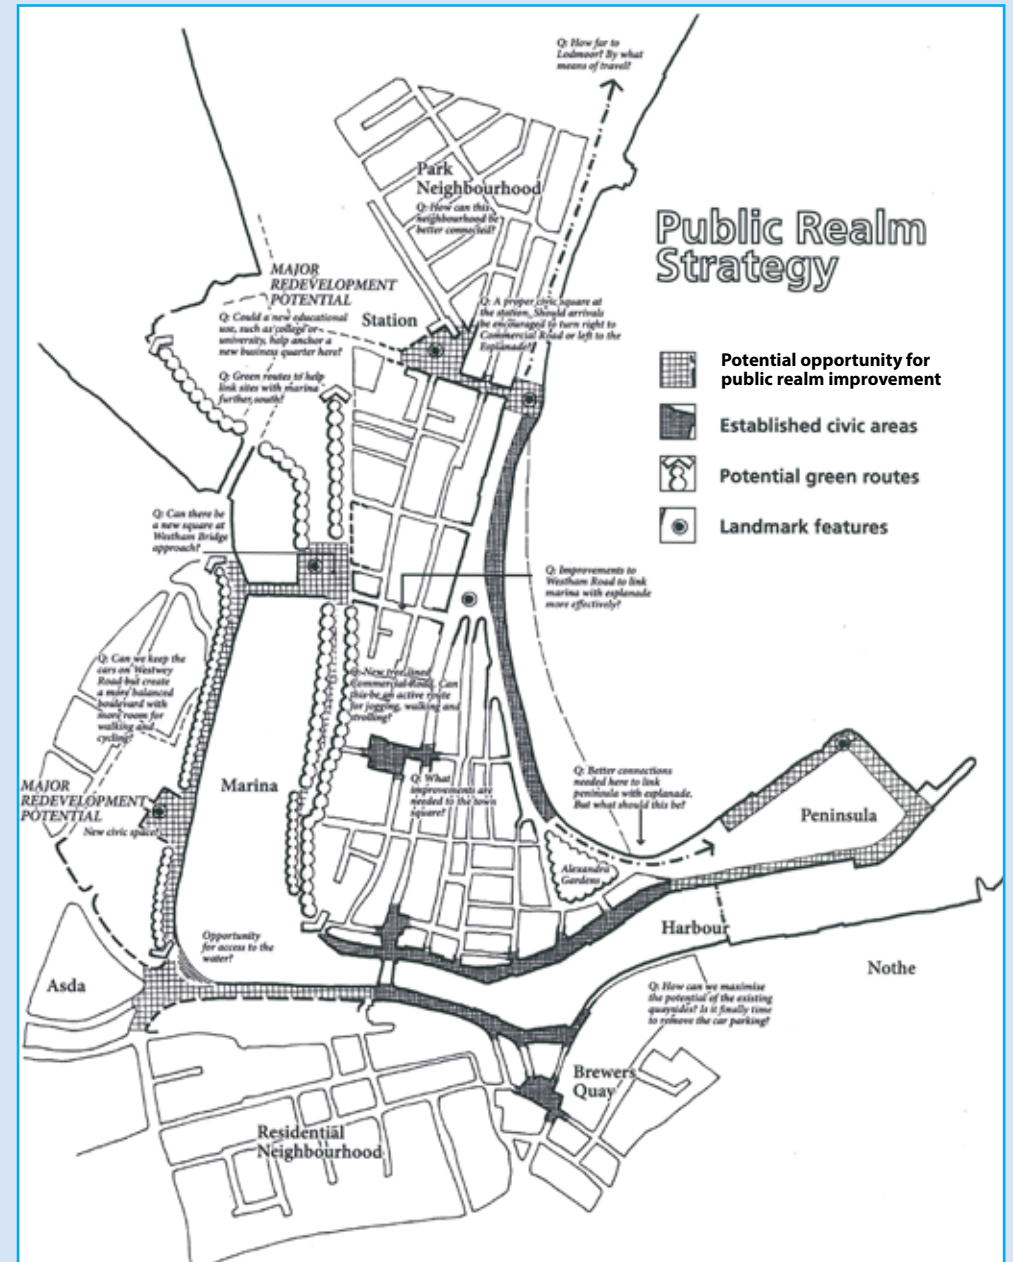 Q: How far to
Lodmoor? By what
means of travel?
Park
Neighbourhood
Q: How can this
neighbourhood be
better connected?
Public Realm
Strategy
MAJOR
REDEVELOPMENT
POTENTIAL
Q: Could a new educational
use, such as college or
university, help anchor a
new business quarter here?
Station
Q: A proper civic square at
the station. Should arrivals
be encouraged to turn right to
Commercial Road or left to the
Esplanade?
Q: Green routes to help
link sites with marina
further south?
Potential opportunity for
public realm improvement
Established civic areas
Potential green routes
Landmark features
Q: Can there be
a new square at
Westham Bridge
approach?
Q: Improvements to
Westham Road to link
marina with esplanade
more effectively?
Q: Can we keep the
cars on Westwey
Road but create
a more balanced
boulevard with
more room for
walking and
cycling?
Q: New tree lined
Commercial Road. Can
this be an active route
for jogging, walking and
strolling?
Marina
Q: What
improvements are
needed to the town
square?
Q: Better connections
needed here to link
peninsula with esplanade.
But what should this be?
MAJOR
REDEVELOPMENT
POTENTIAL
New civic space?
Peninsula
Alexandra
Gardens
Harbour
Opportunity
for access to the
water?
Asda
Nothe
Q: How can we maximise
the potential of the existing
quaysides? Is it finally time
to remove the car parking?
Brewers
Quay
Residential
Neighbourhood